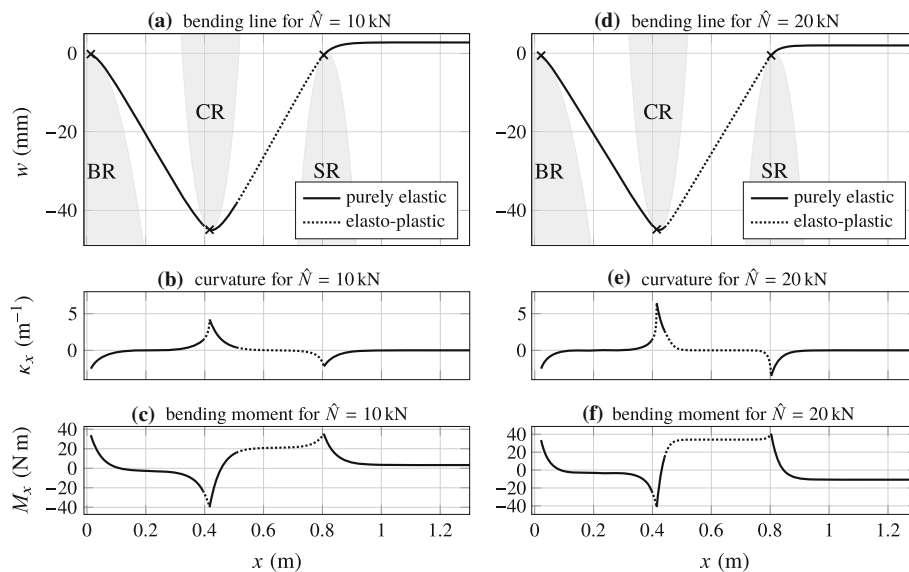 (a) bending line for N̂ = 10 kN
(d) bending line for N̂ = 20 kN
w (mm)
0
−20
−40
BR
CR
SR
purely elastic
elasto-plastic
0
−20
−40
BR
CR
SR
purely elastic
elasto-plastic
(b) curvature for N̂ = 10 kN
(e) curvature for N̂ = 20 kN
κx (m⁻¹)
5
0
5
0
(c) bending moment for N̂ = 10 kN
(f) bending moment for N̂ = 20 kN
Mx (N m)
40
20
0
−20
−40
40
20
0
−20
−40
0 0.2 0.4 0.6 0.8 1 1.2
0 0.2 0.4 0.6 0.8 1 1.2
x (m)
x (m)